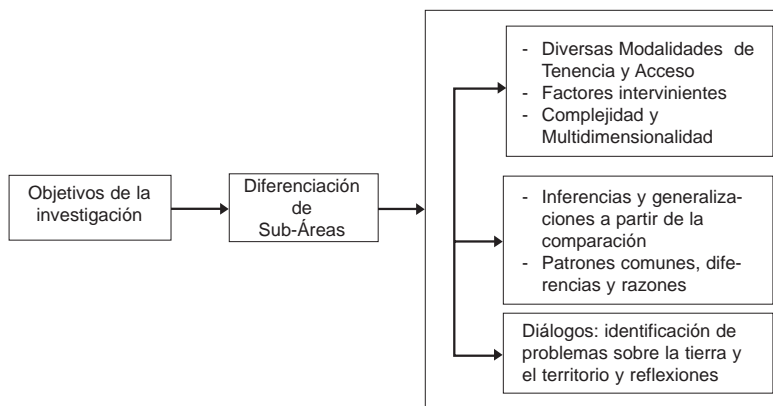 Objetivos de la
investigación
Diferenciación
de
Sub-Áreas
- Diversas Modalidades de
Tenencia y Acceso
- Factores intervinientes
- Complejidad y
Multidimensionalidad
- Inferencias y generaliza-
ciones a partir de la
comparación
- Patrones comunes, dife-
rencias y razones
Diálogos: identificación de
problemas sobre la tierra y
el territorio y reflexiones